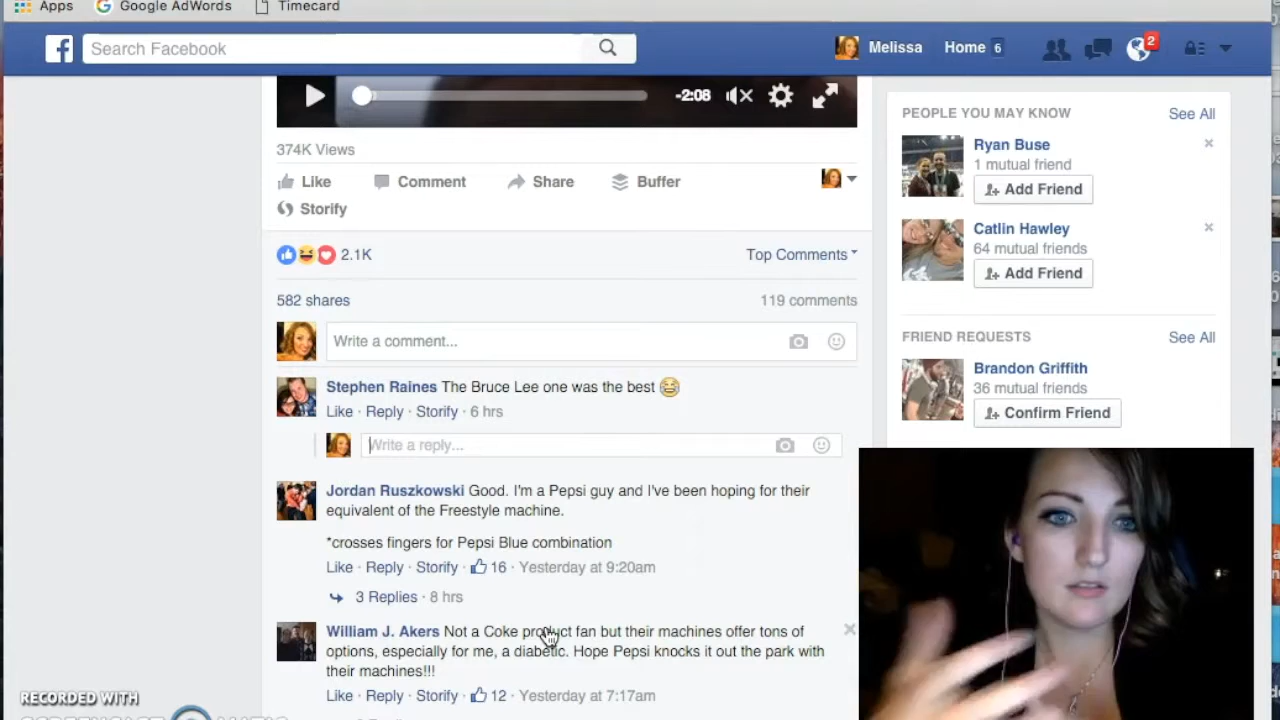 Apps Google AdWords Timecard
f Search Facebook Melissa Home 6 2
-2:08
374K Views
Like Comment Share Buffer
Storify
2.1K Top Comments
582 shares 119 comments
Write a comment...
Stephen Raines The Bruce Lee one was the best 😂
Like · Reply · Storify · 6 hrs
Write a reply...
Jordan Ruszkowski Good. I'm a Pepsi guy and I've been hoping for their
equivalent of the Freestyle machine.
*crosses fingers for Pepsi Blue combination
Like · Reply · Storify · 16 · Yesterday at 9:20am
3 Replies · 8 hrs
William J. Akers Not a Coke product fan but their machines offer tons of
options, especially for me, a diabetic. Hope Pepsi knocks it out the park with
their machines!!!
Like · Reply · Storify · 12 · Yesterday at 7:17am
PEOPLE YOU MAY KNOW See All
Ryan Buse
1 mutual friend
Add Friend
Catlin Hawley
64 mutual friends
Add Friend
FRIEND REQUESTS See All
Brandon Griffith
36 mutual friends
Confirm Friend
RECORDED WITH